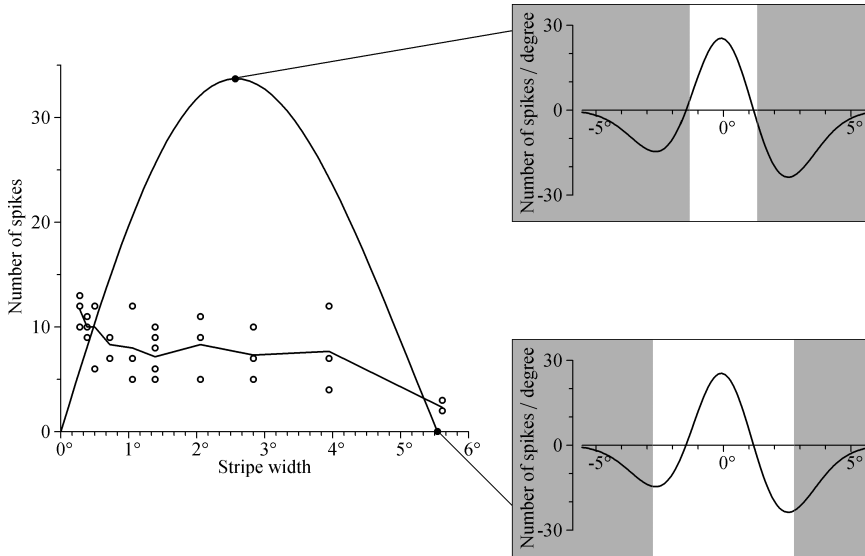 Number of spikes
30
20
10
0
0° 1° 2° 3° 4° 5° 6°
Stripe width
Number of spikes / degree
30
0
-30
-5° 0° 5°
Number of spikes / degree
30
0
-30
-5° 0° 5°